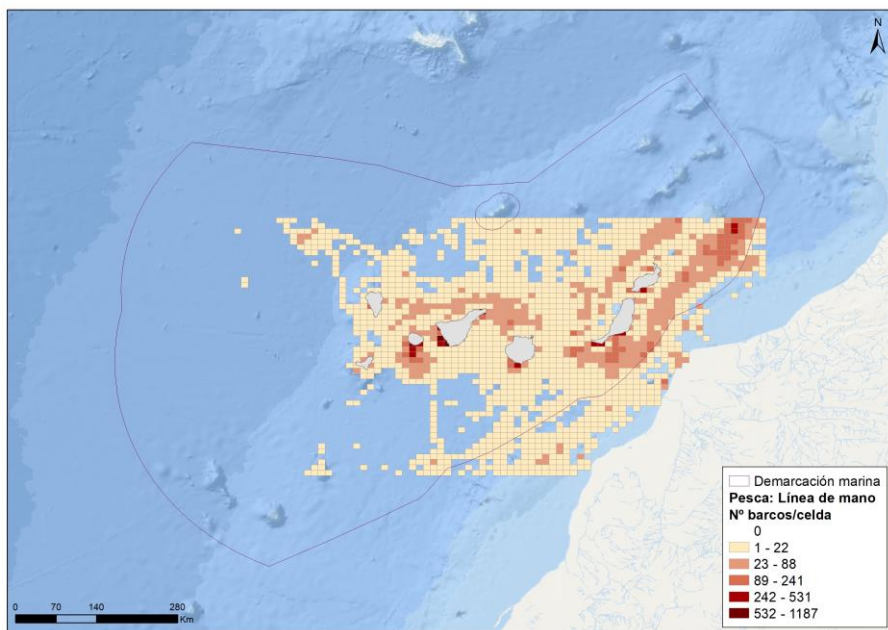 N
Demarcación marina
Pesca: Línea de mano
Nº barcos/celda
0
1 - 22
23 - 88
89 - 241
242 - 531
532 - 1187
0 70 140 280
Km